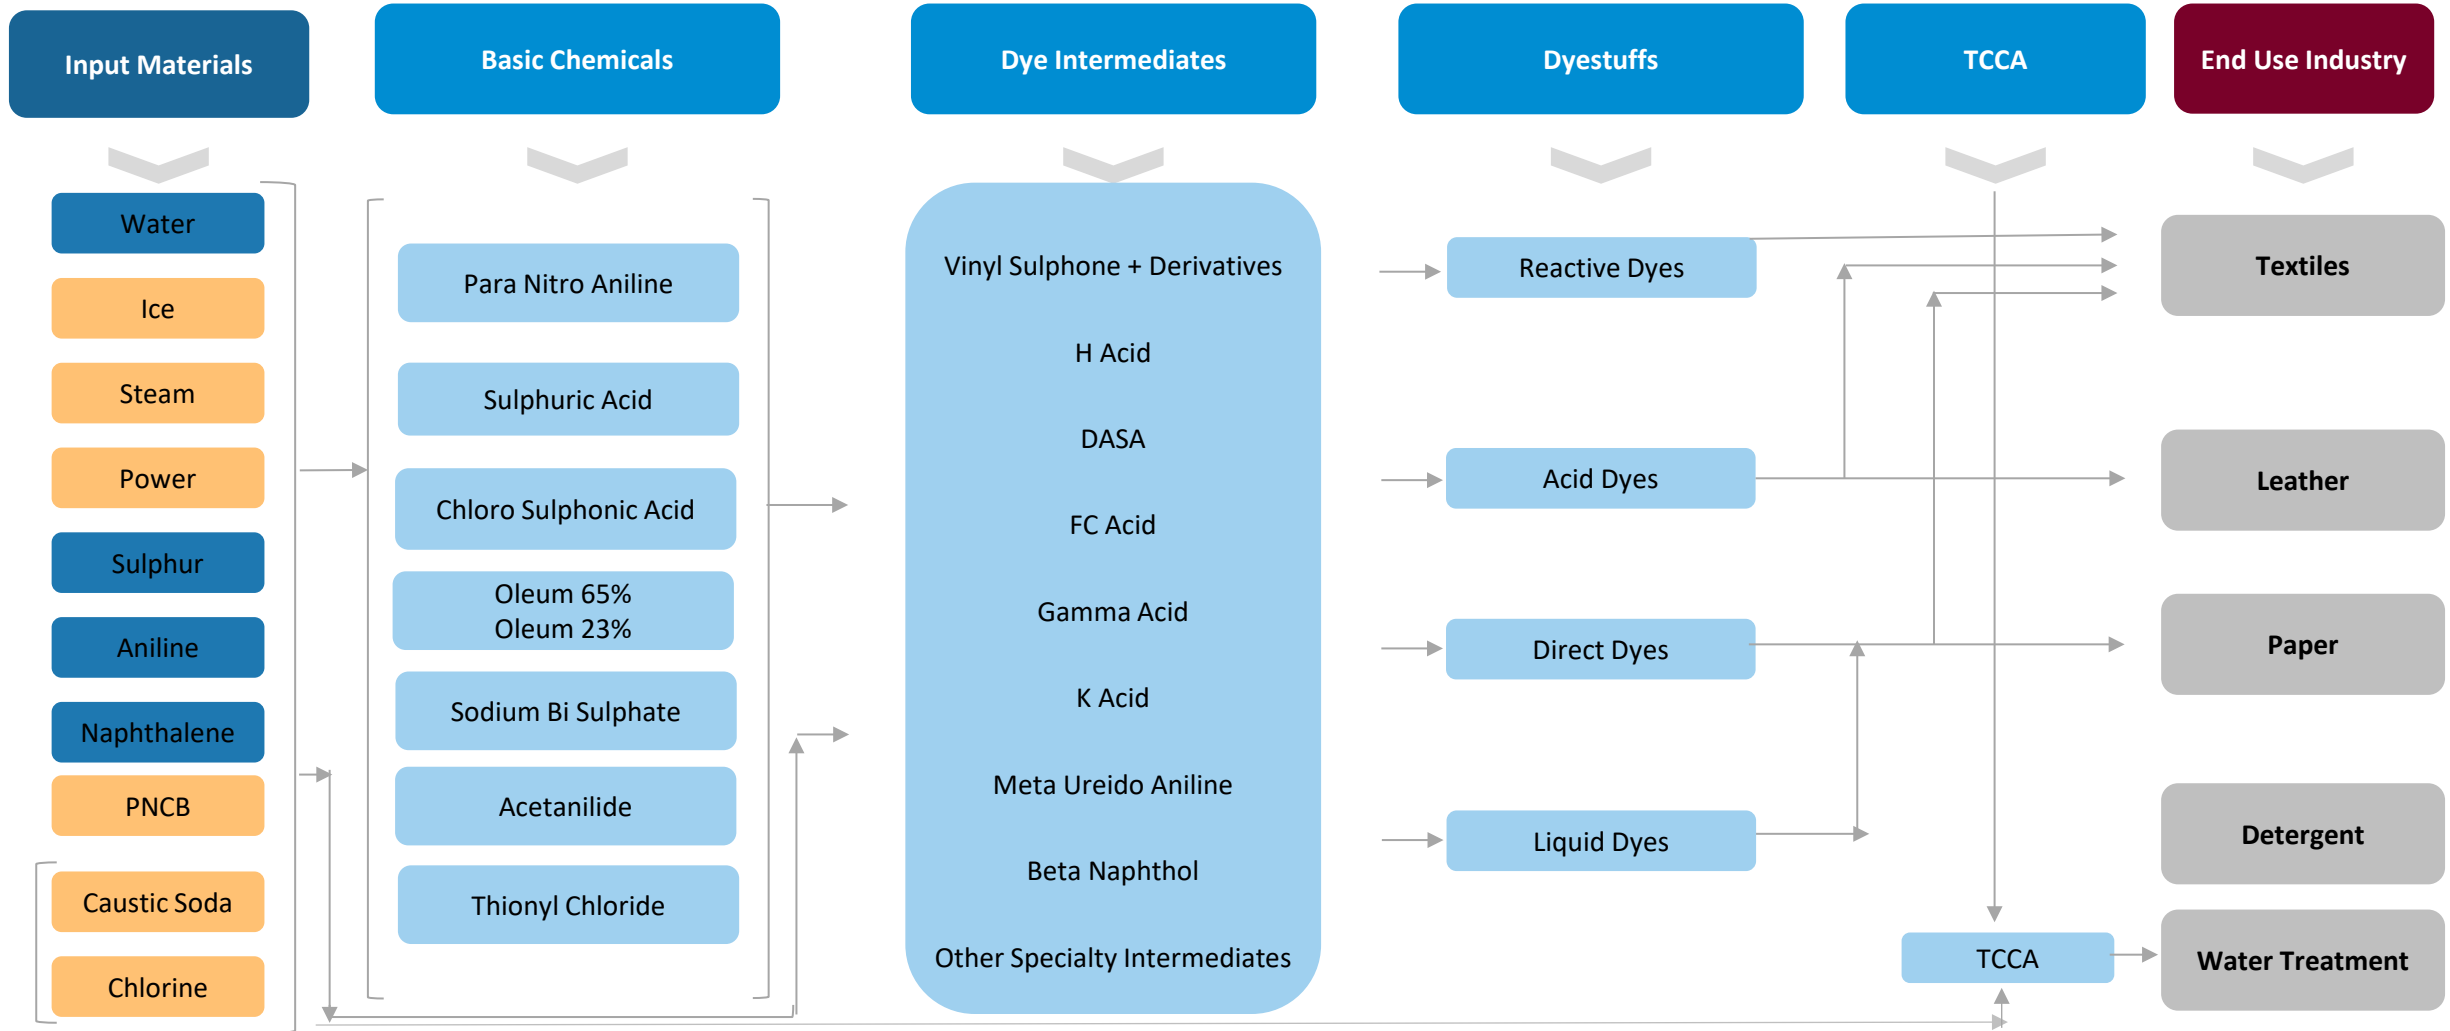 Input Materials
Basic Chemicals
Dye Intermediates
Dyestuffs
TCCA
End Use Industry
Water
Ice
Steam
Power
Sulphur
Aniline
Naphthalene
PNCB
Caustic Soda
Chlorine
Para Nitro Aniline
Sulphuric Acid
Chloro Sulphonic Acid
Oleum 65%
Oleum 23%
Sodium Bi Sulphate
Acetanilide
Thionyl Chloride
Vinyl Sulphone + Derivatives
H Acid
DASA
FC Acid
Gamma Acid
K Acid
Meta Ureido Aniline
Beta Naphthol
Other Specialty Intermediates
Reactive Dyes
Acid Dyes
Direct Dyes
Liquid Dyes
TCCA
Textiles
Leather
Paper
Detergent
Water Treatment